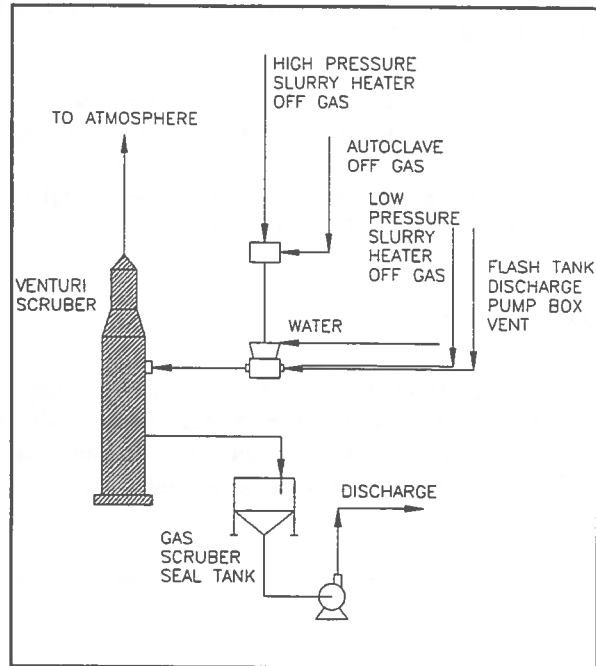 HIGH PRESSURE
SLURRY HEATER
OFF GAS
TO ATMOSPHERE
AUTOCLAVE
OFF GAS
LOW
PRESSURE
SLURRY
HEATER
OFF GAS
FLASH TANK
DISCHARGE
PUMP BOX
VENT
VENTURI
SCRUBER
WATER
DISCHARGE
GAS
SCRUBER
SEAL TANK